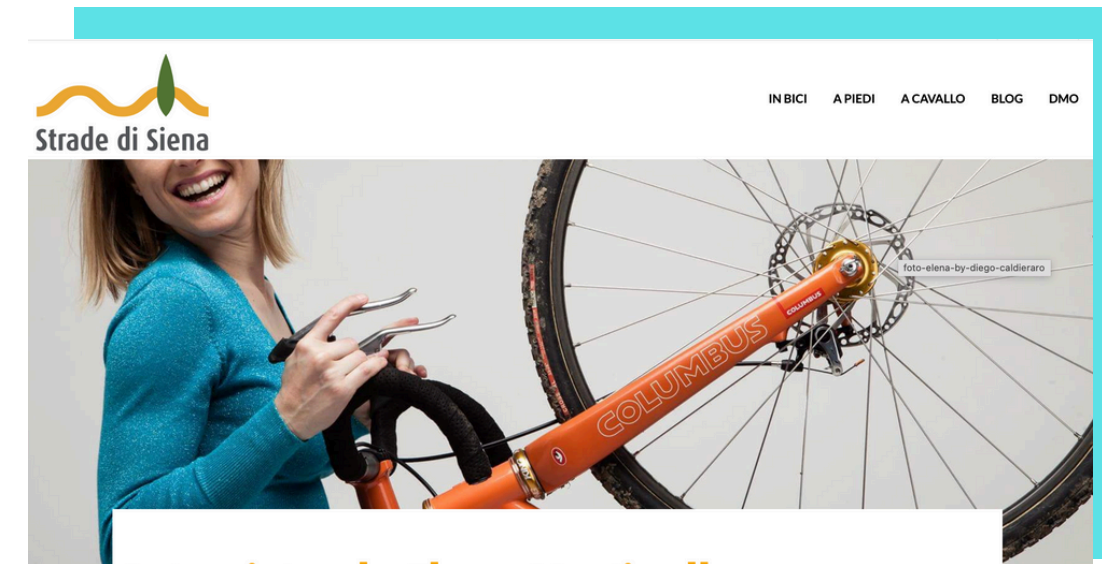 Strade di Siena
IN BICI A PIEDI A CAVALLO BLOG DMO
foto-elena-by-diego-caldieraro
COLUMBUS
COLUMBUS